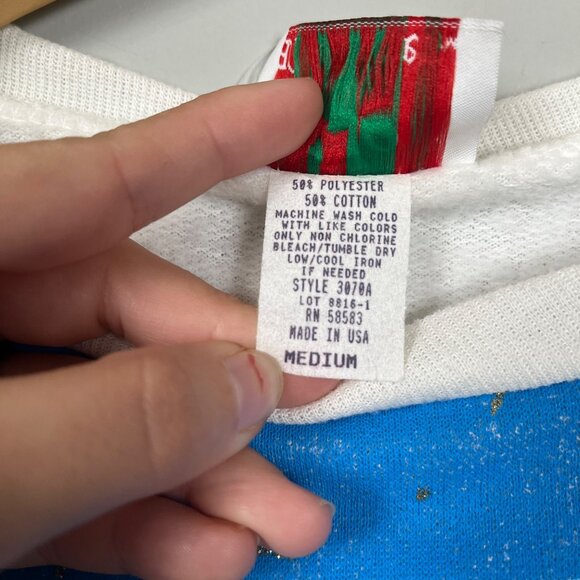 50% POLYESTER
50% COTTON
MACHINE WASH COLD
WITH LIKE COLORS
ONLY NON CHLORINE
BLEACH/TUMBLE DRY
LOW/COOL IRON
IF NEEDED
STYLE 3070A
LOT 8816-1
RN 58583
MADE IN USA
MEDIUM